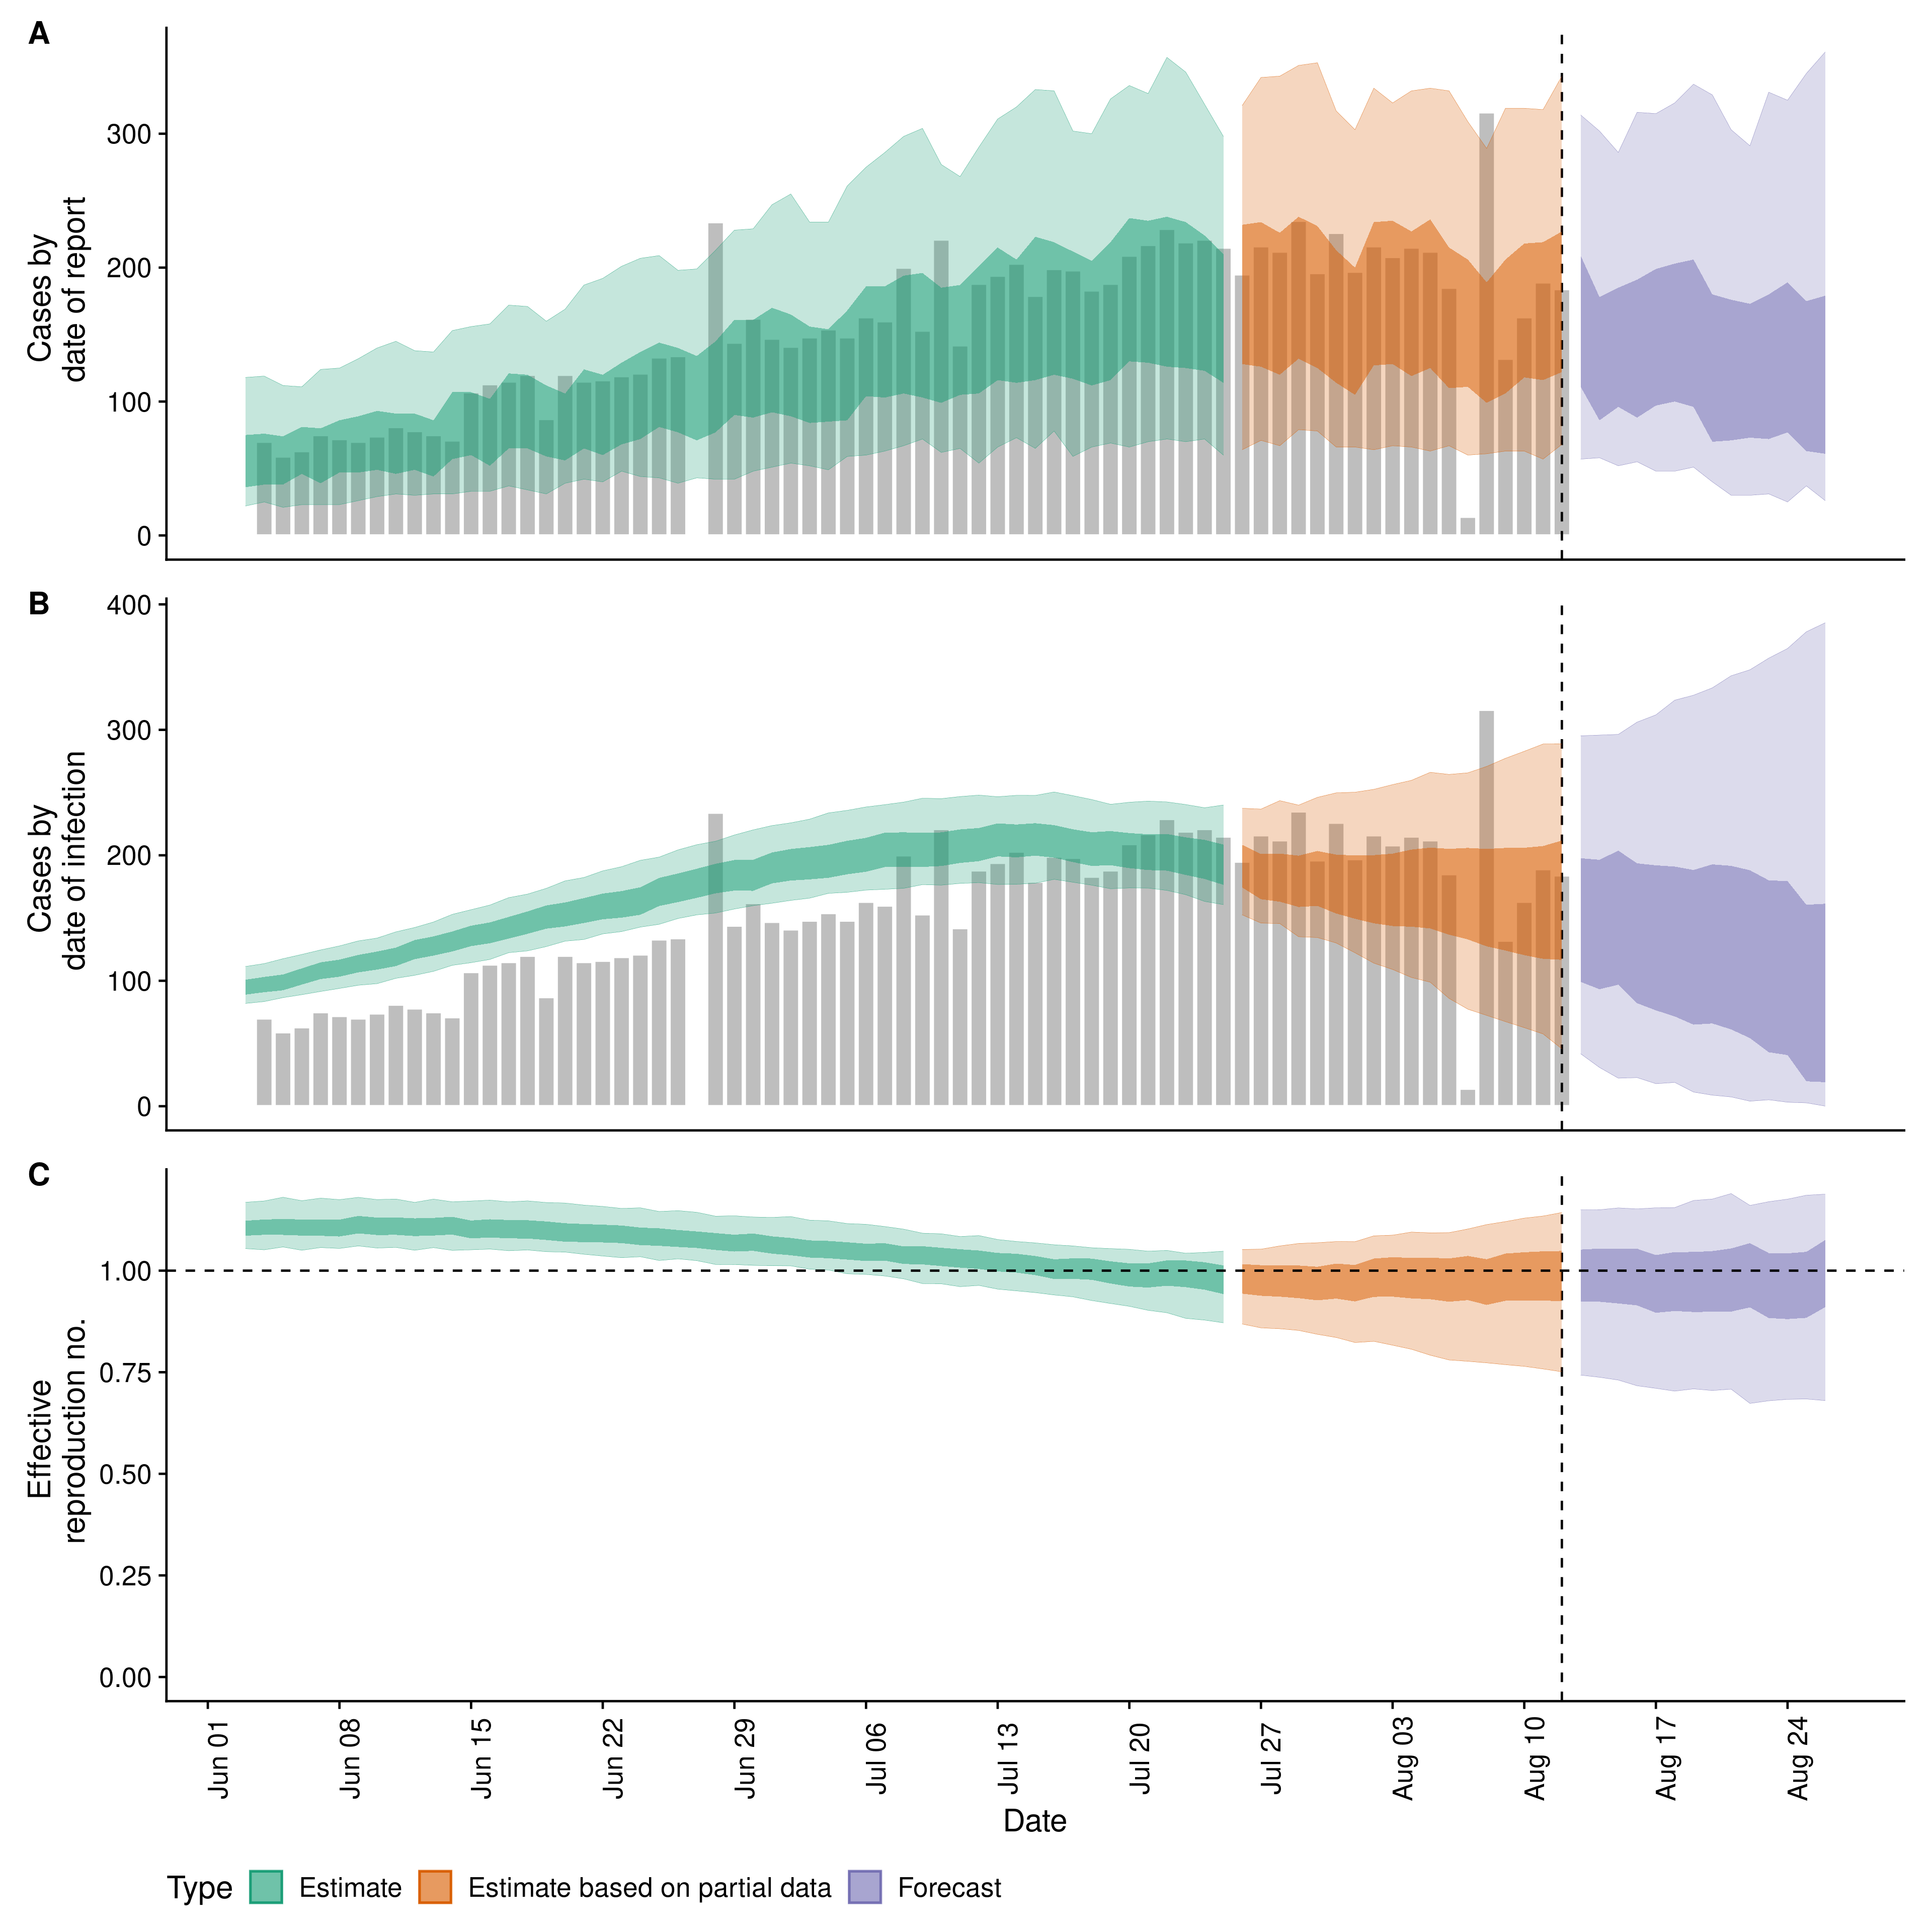 A
Cases by
date of report
300
200
100
0
B
Cases by
date of infection
400
300
200
100
0
C
Effective
reproduction no.
1.00
0.75
0.50
0.25
0.00
Jun 01
Jun 08
Jun 15
Jun 22
Jun 29
Jul 06
Jul 13
Jul 20
Jul 27
Aug 03
Aug 10
Aug 17
Aug 24
Date
Type Estimate Estimate based on partial data Forecast